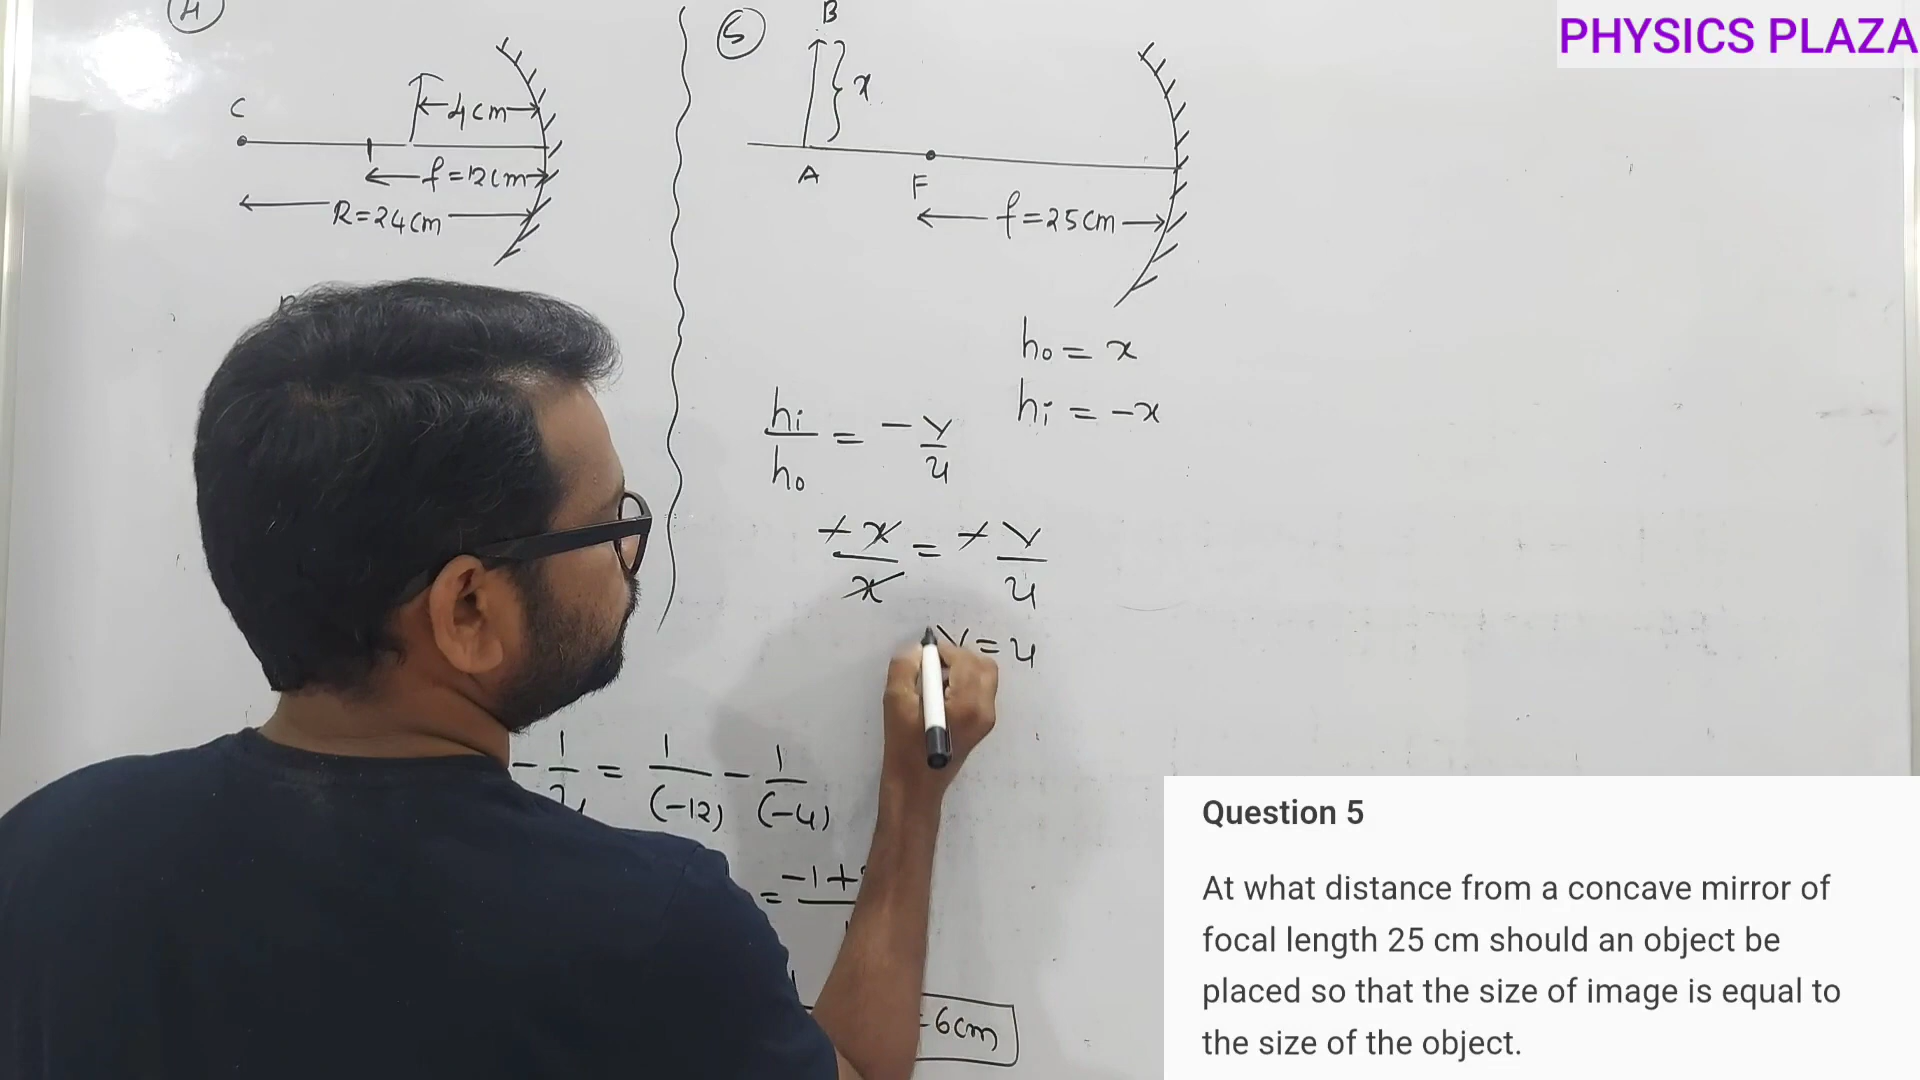 PHYSICS PLAZA
4
C
4cm
f=12cm
R=24cm
5
B
x
A
F
f=25cm
h₀ = x
hᵢ = -x
hᵢ/h₀ = -v/u
-x/x = -v/u
v = u
-1/u = 1/(-12) - 1/(-4)
= -1+
6cm
Question 5
At what distance from a concave mirror of
focal length 25 cm should an object be
placed so that the size of image is equal to
the size of the object.